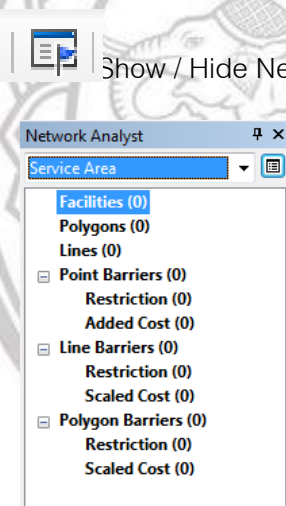 Show / Hide Ne
Network Analyst
Service Area
Facilities (0)
Polygons (0)
Lines (0)
Point Barriers (0)
Restriction (0)
Added Cost (0)
Line Barriers (0)
Restriction (0)
Scaled Cost (0)
Polygon Barriers (0)
Restriction (0)
Scaled Cost (0)